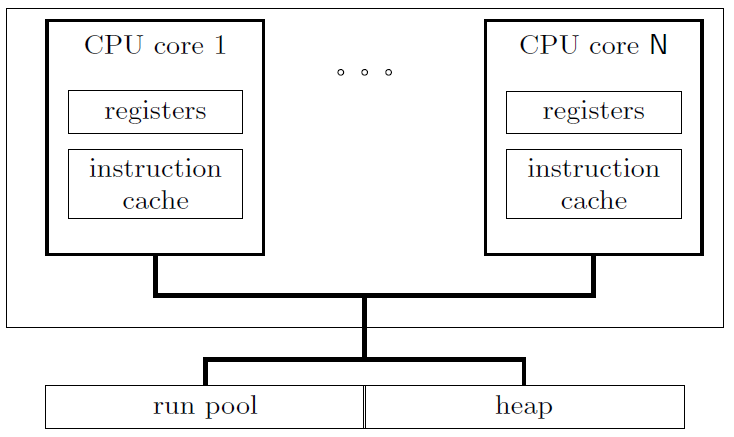 CPU core 1
registers
instruction
cache
CPU core N
registers
instruction
cache
run pool
heap